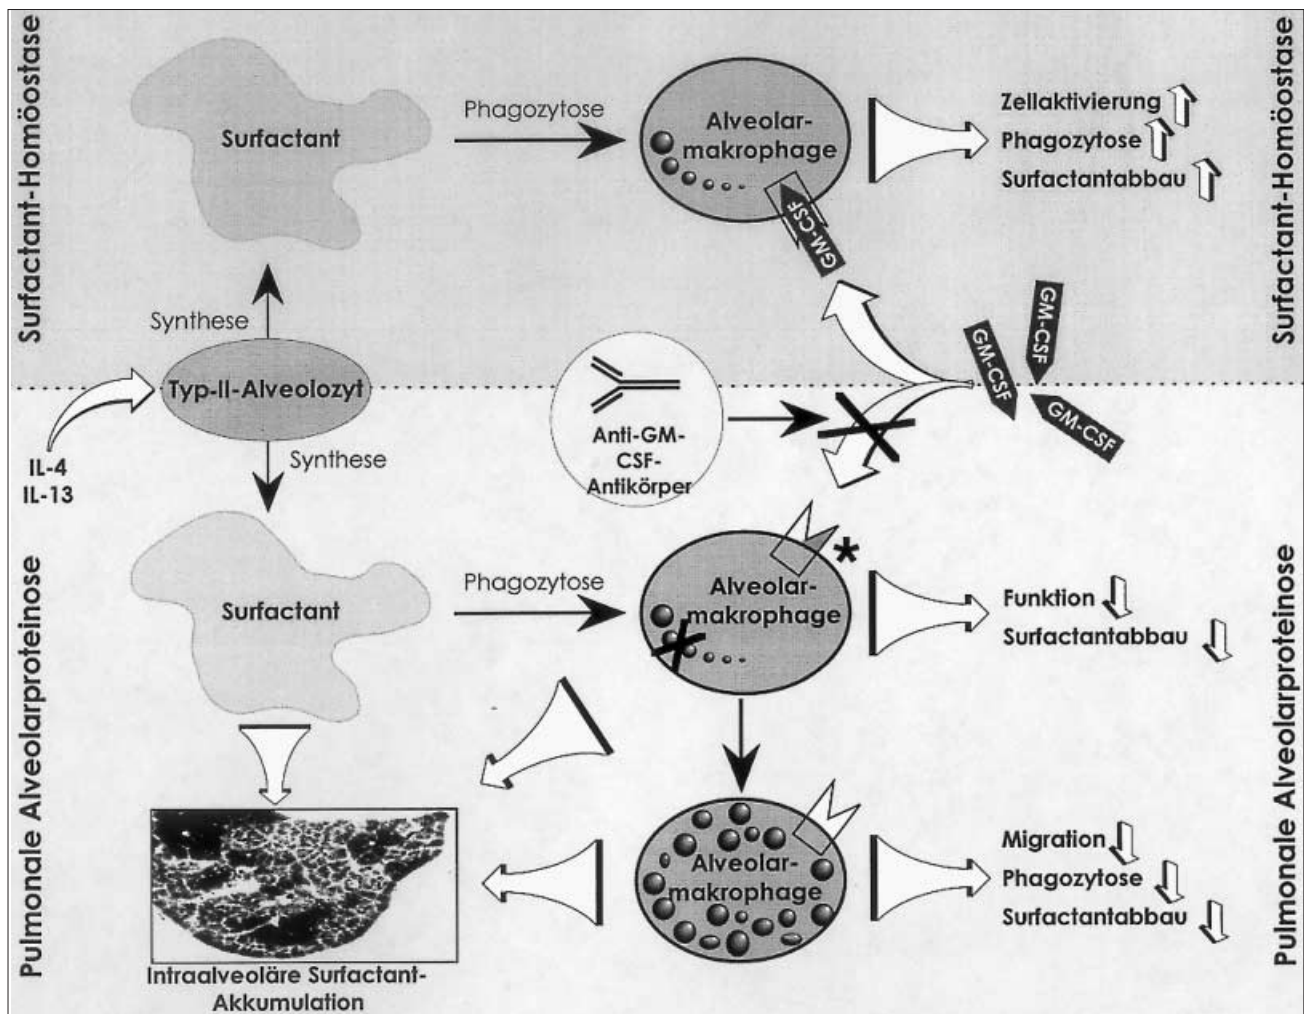 Surfactant-Homöostase
Surfactant
Phagozytose
Alveolar-
makrophage
GM-CSF
Zellaktivierung
Phagozytose
Surfactantabbau
Surfactant-Homöostase
Synthese
Typ-II-Alveolozyt
IL-4
IL-13
Synthese
Anti-GM-
CSF-
Antikörper
GM-CSF
GM-CSF
GM-CSF
Pulmonale Alveolarproteinose
Surfactant
Phagozytose
Alveolar-
makrophage
*
Funktion
Surfactantabbau
Alveolar-
makrophage
Migration
Phagozytose
Surfactantabbau
Intraalveoläre Surfactant-
Akkumulation
Pulmonale Alveolarproteinose